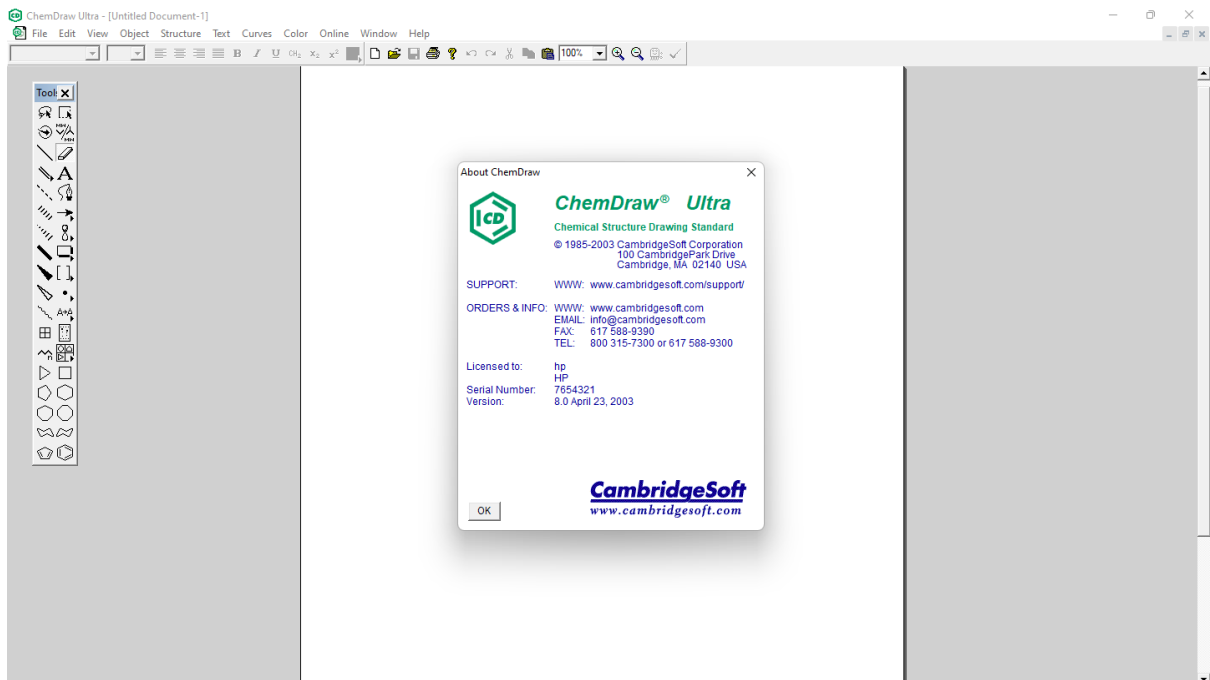 ChemDraw Ultra - [Untitled Document-1]
File Edit View Object Structure Text Curves Color Online Window Help
B I U CH₂ X₂ X² 100%
Tools
A
About ChemDraw
ChemDraw® Ultra
Chemical Structure Drawing Standard
© 1985-2003 CambridgeSoft Corporation
100 CambridgePark Drive
Cambridge, MA 02140 USA
SUPPORT: WWW: www.cambridgesoft.com/support/
ORDERS & INFO: WWW: www.cambridgesoft.com
EMAIL: info@cambridgesoft.com
FAX: 617 588-9390
TEL: 800 315-7300 or 617 588-9300
Licensed to: hp
HP
Serial Number: 7654321
Version: 8.0 April 23, 2003
CambridgeSoft
www.cambridgesoft.com
OK